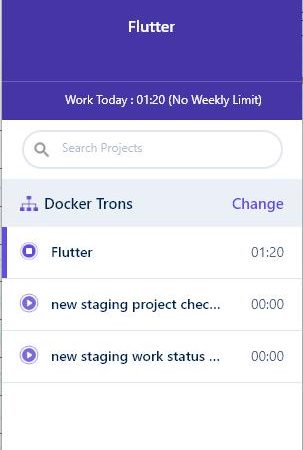 Flutter
Work Today : 01:20 (No Weekly Limit)
Search Projects
Docker Trons Change
Flutter 01:20
new staging project chec... 00:00
new staging work status ... 00:00